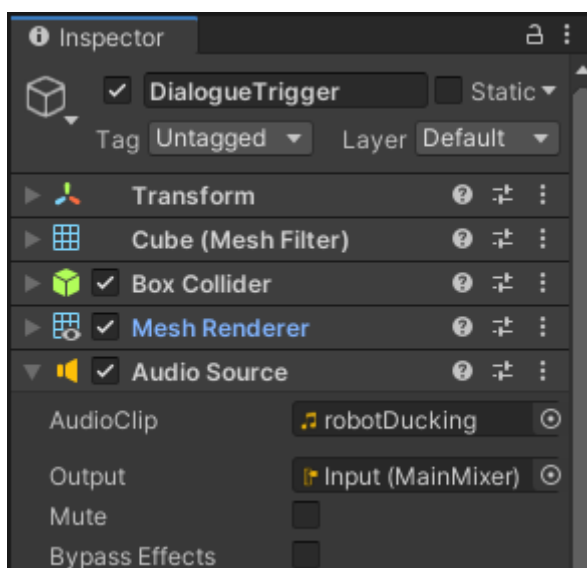 Inspector
DialogueTrigger Static
Tag Untagged Layer Default
Transform
Cube (Mesh Filter)
Box Collider
Mesh Renderer
Audio Source
AudioClip robotDucking
Output Input (MainMixer)
Mute
Bypass Effects